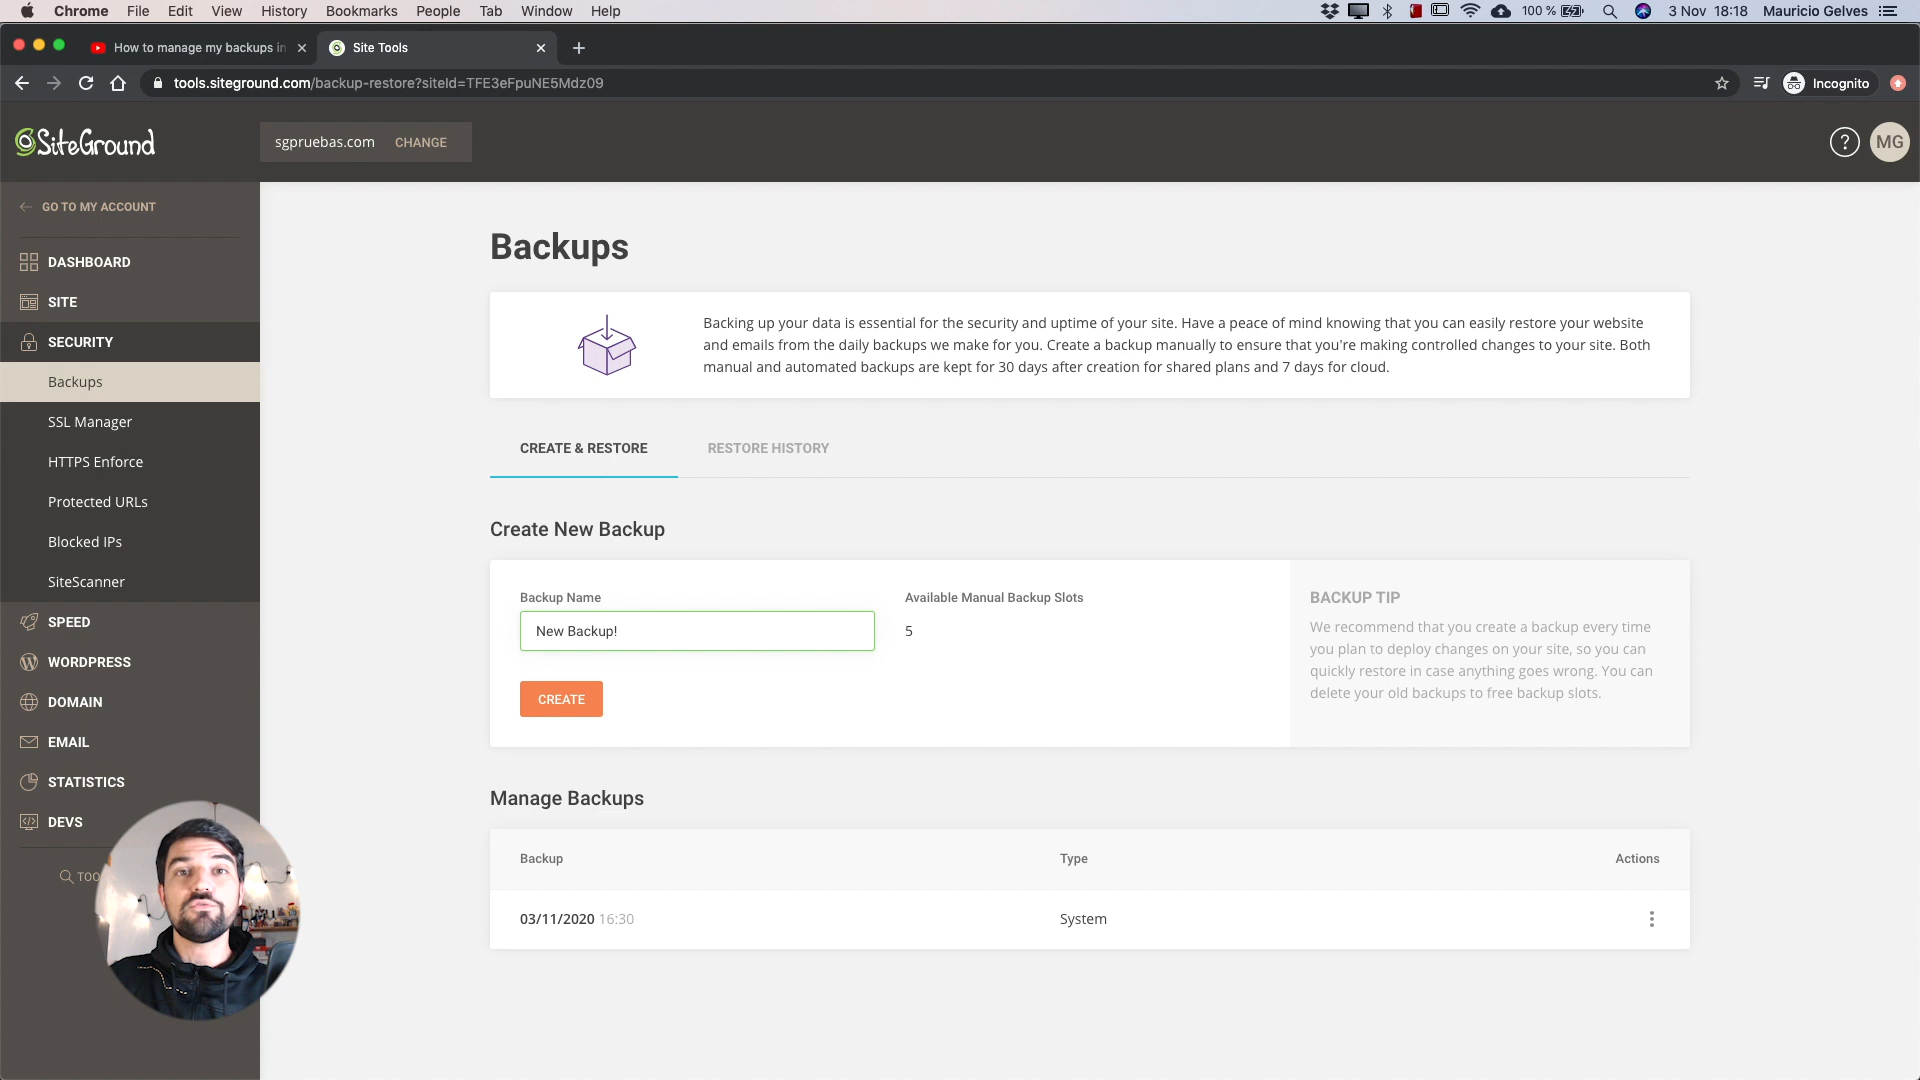 Chrome File Edit View History Bookmarks People Tab Window Help
100 % 3 Nov 18:18 Mauricio Gelves
How to manage my backups in
Site Tools
tools.siteground.com/backup-restore?siteId=TFE3eFpuNE5Mdz09
Incognito
SiteGround
sgpruebas.com CHANGE
? MG
GO TO MY ACCOUNT
DASHBOARD
SITE
SECURITY
Backups
SSL Manager
HTTPS Enforce
Protected URLs
Blocked IPs
SiteScanner
SPEED
WORDPRESS
DOMAIN
EMAIL
STATISTICS
DEVS
Backups
Backing up your data is essential for the security and uptime of your site. Have a peace of mind knowing that you can easily restore your website
and emails from the daily backups we make for you. Create a backup manually to ensure that you're making controlled changes to your site. Both
manual and automated backups are kept for 30 days after creation for shared plans and 7 days for cloud.
CREATE & RESTORE RESTORE HISTORY
Create New Backup
Backup Name
New Backup!
CREATE
Available Manual Backup Slots
5
BACKUP TIP
We recommend that you create a backup every time
you plan to deploy changes on your site, so you can
quickly restore in case anything goes wrong. You can
delete your old backups to free backup slots.
Manage Backups
Backup Type Actions
03/11/2020 16:30 System